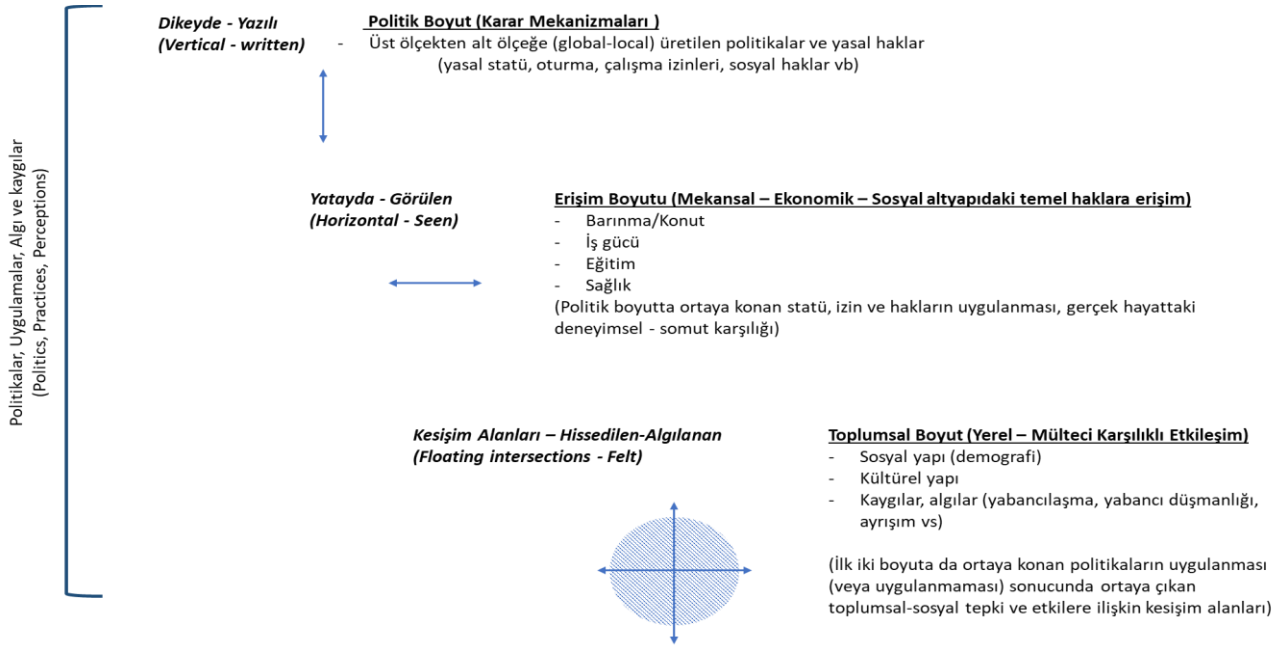 Politikalar, Uygulamalar, Algı ve kaygılar
(Politics, Practices, Perceptions)
Dikeyde - Yazılı
(Vertical - written)
Politik Boyut (Karar Mekanizmaları )
- Üst ölçekten alt ölçeğe (global-local) üretilen politikalar ve yasal haklar
(yasal statü, oturma, çalışma izinleri, sosyal haklar vb)
Yatayda - Görülen
(Horizontal - Seen)
Erişim Boyutu (Mekansal – Ekonomik – Sosyal altyapıdaki temel haklara erişim)
- Barınma/Konut
- İş gücü
- Eğitim
- Sağlık
(Politik boyutta ortaya konan statü, izin ve hakların uygulanması, gerçek hayattaki
deneyimsel - somut karşılığı)
Kesişim Alanları – Hissedilen-Algılanan
(Floating intersections - Felt)
Toplumsal Boyut (Yerel – Mülteci Karşılıklı Etkileşim)
- Sosyal yapı (demografi)
- Kültürel yapı
- Kaygılar, algılar (yabancılaşma, yabancı düşmanlığı,
ayrışım vs)
(İlk iki boyuta da ortaya konan politikaların uygulanması
(veya uygulanmaması) sonucunda ortaya çıkan
toplumsal-sosyal tepki ve etkilere ilişkin kesişim alanları)